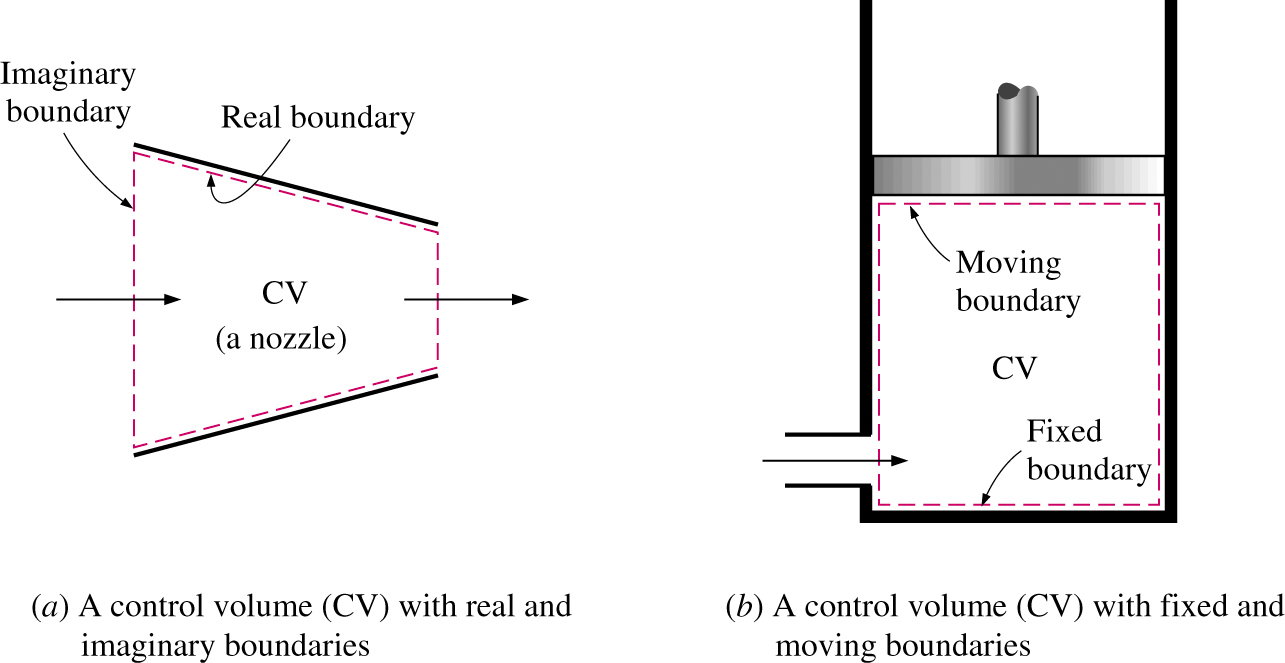 Imaginary
boundary
Real boundary
CV
(a nozzle)
(a) A control volume (CV) with real and
imaginary boundaries
Moving
boundary
CV
Fixed
boundary
(b) A control volume (CV) with fixed and
moving boundaries